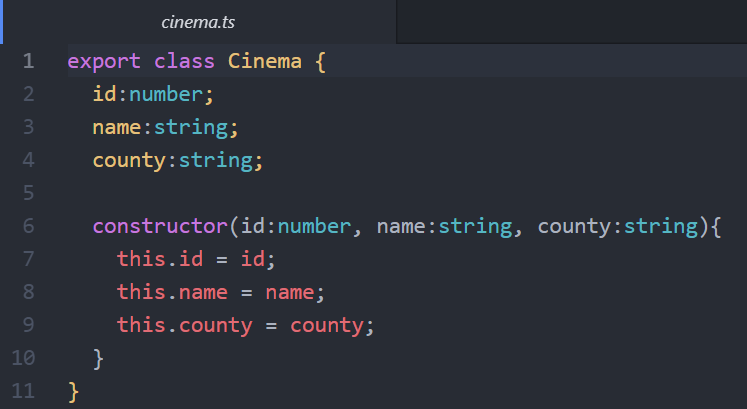 cinema.ts
1 export class Cinema {
2   id:number;
3   name:string;
4   county:string;
5
6   constructor(id:number, name:string, county:string){
7     this.id = id;
8     this.name = name;
9     this.county = county;
10   }
11 }